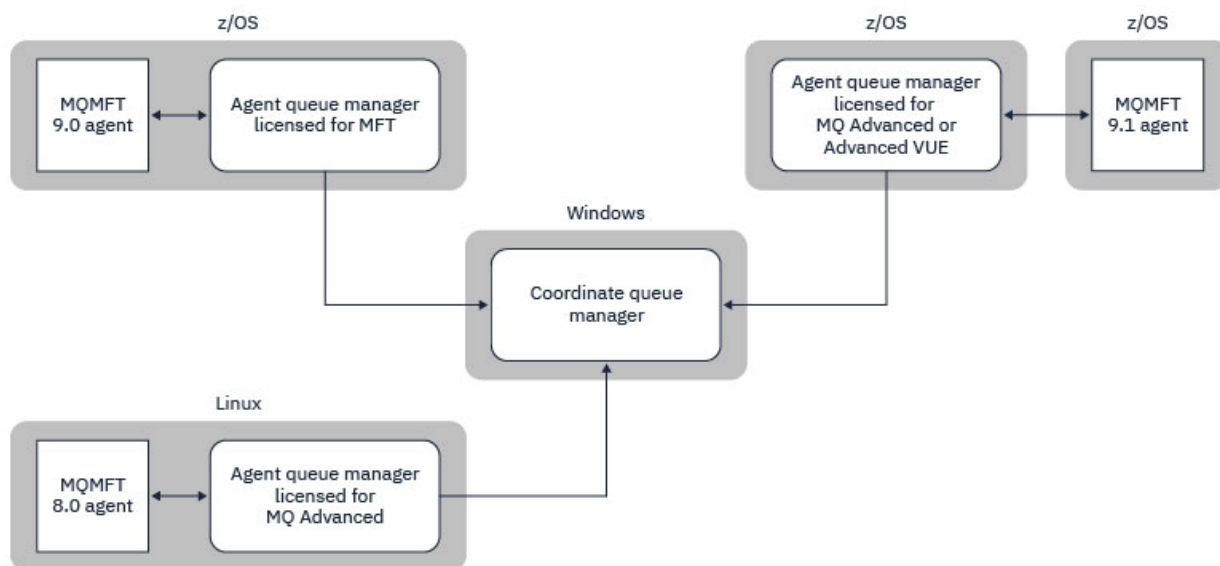 z/OS
MQMFT
9.0 agent
Agent queue manager
licensed for MFT
z/OS
Agent queue manager
licensed for
MQ Advanced or
Advanced VUE
z/OS
MQMFT
9.1 agent
Windows
Coordinate queue
manager
Linux
MQMFT
8.0 agent
Agent queue manager
licensed for
MQ Advanced